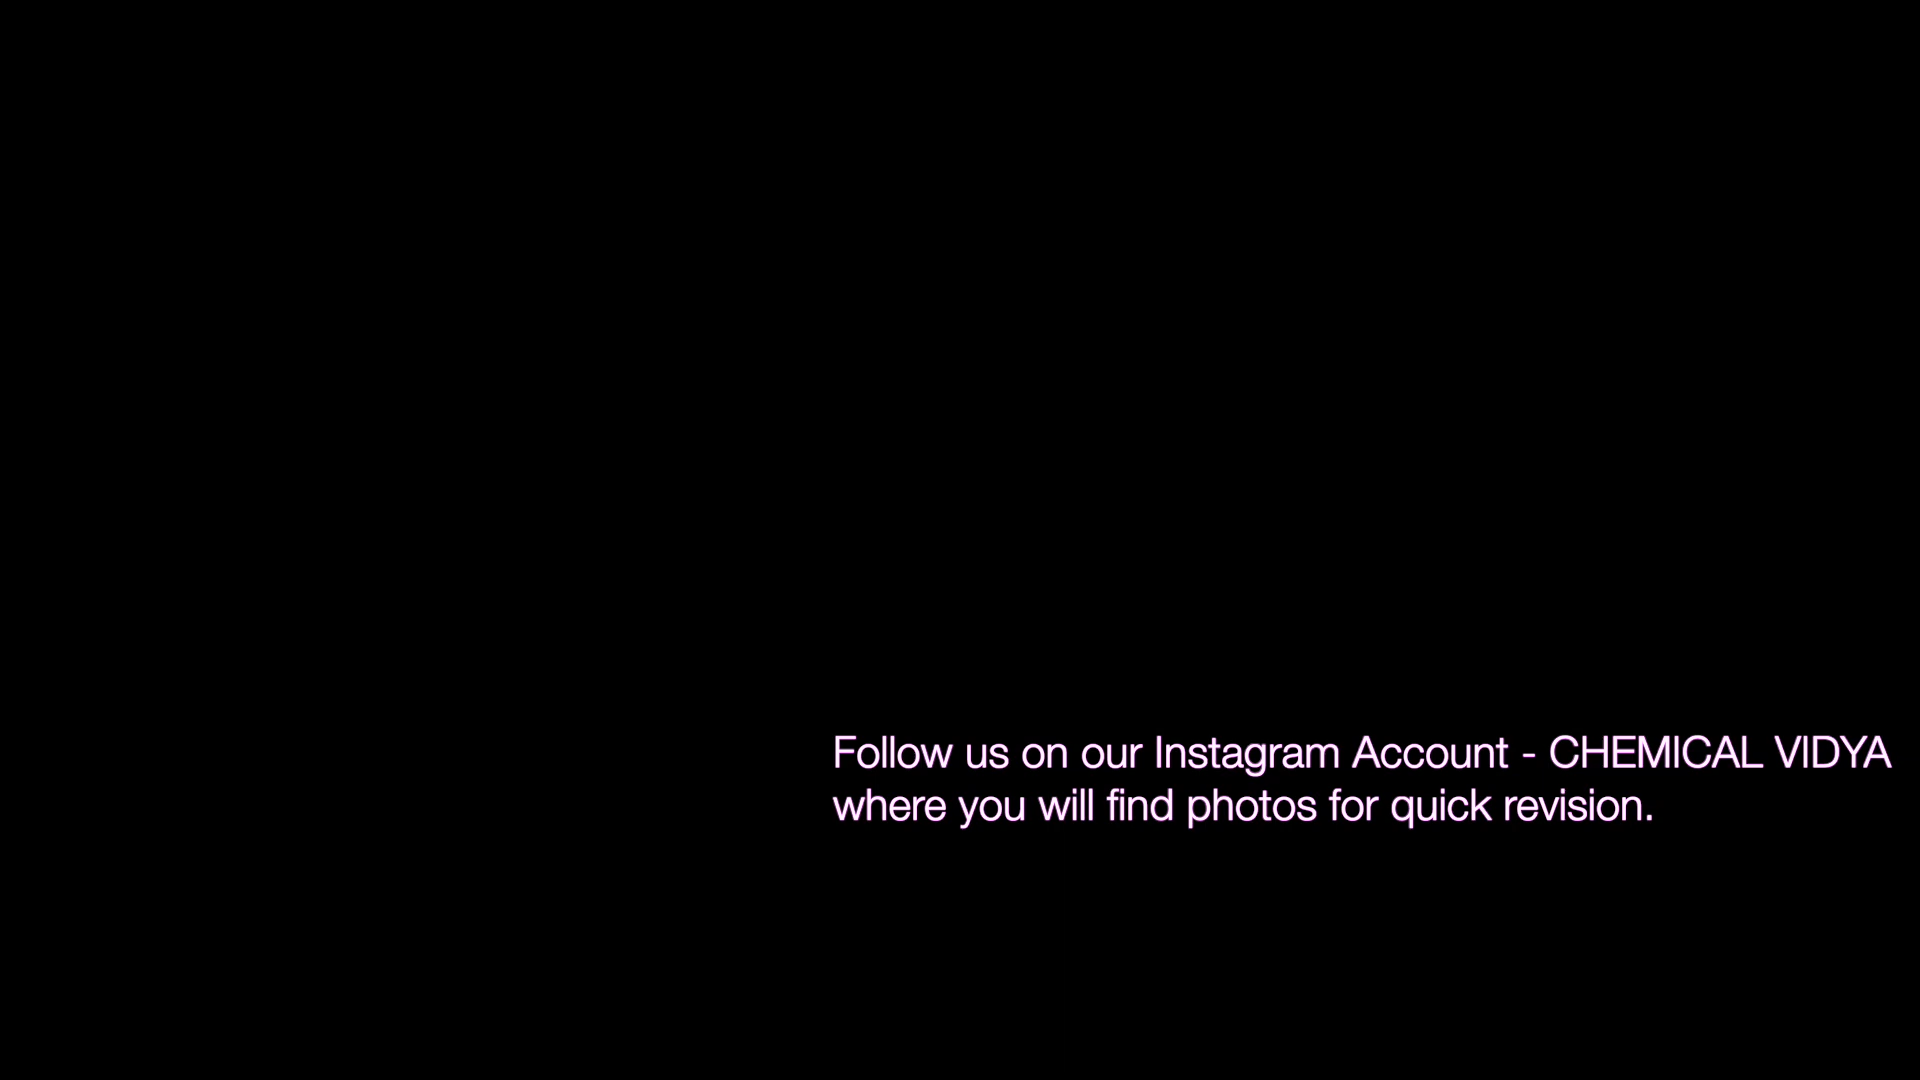 Follow us on our Instagram Account - CHEMICAL VIDYA
where you will find photos for quick revision.